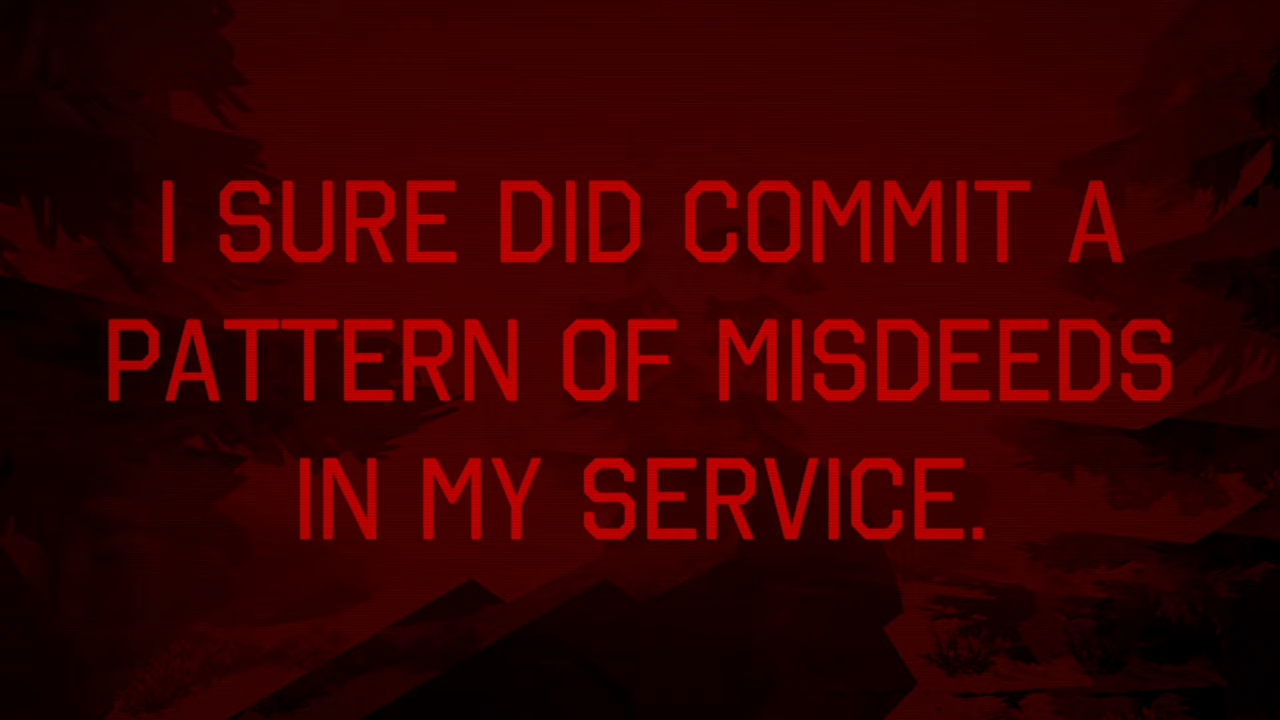 I SURE DID COMMIT A
PATTERN OF MISDEEDS
IN MY SERVICE.